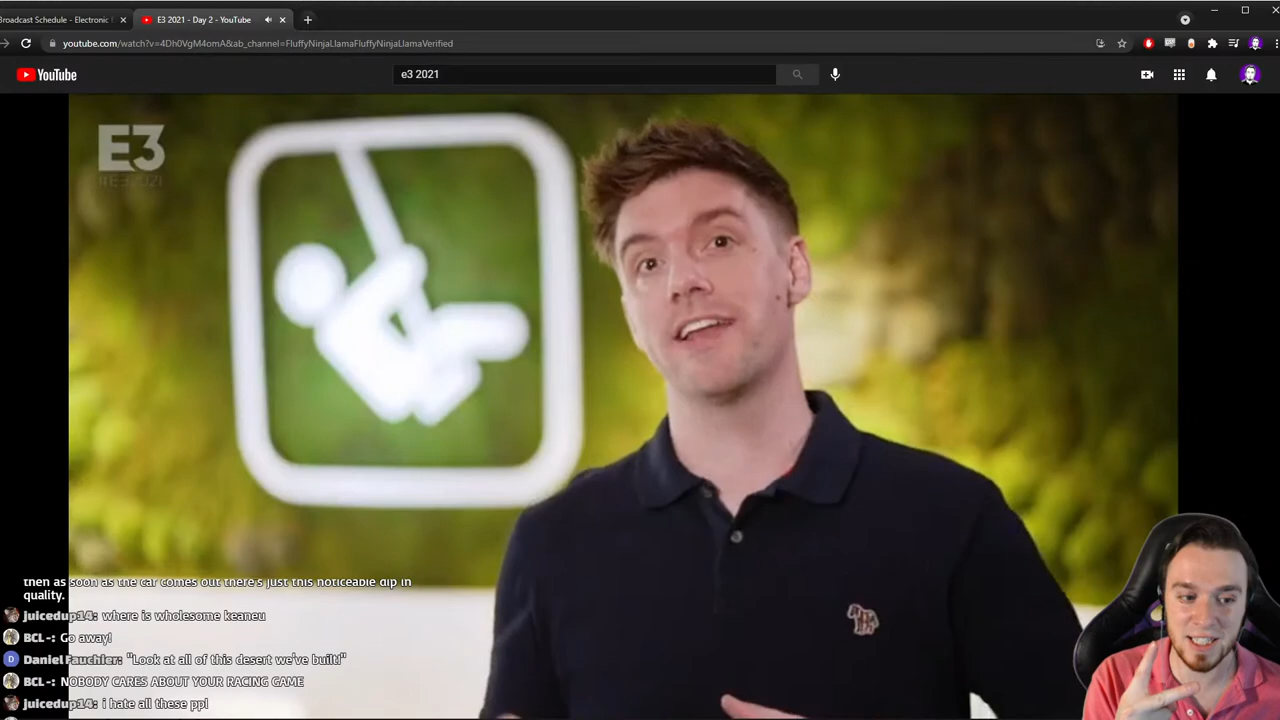 Broadcast Schedule - Electronic E
E3 2021 - Day 2 - YouTube
youtube.com/watch?v=4Dh0VgM4omA&ab_channel=FluffyNinjaLlamaFluffyNinjaLlamaVerified
YouTube
e3 2021
E3
#E32021
then as soon as the car comes out there's just this noticeable dip in
quality.
juicedup14: where is wholesome keaneu
BCL-: Go away!
D Daniel Fauchier: "Look at all of this desert we've built!"
BCL-: NOBODY CARES ABOUT YOUR RACING GAME
juicedup14: i hate all these ppl